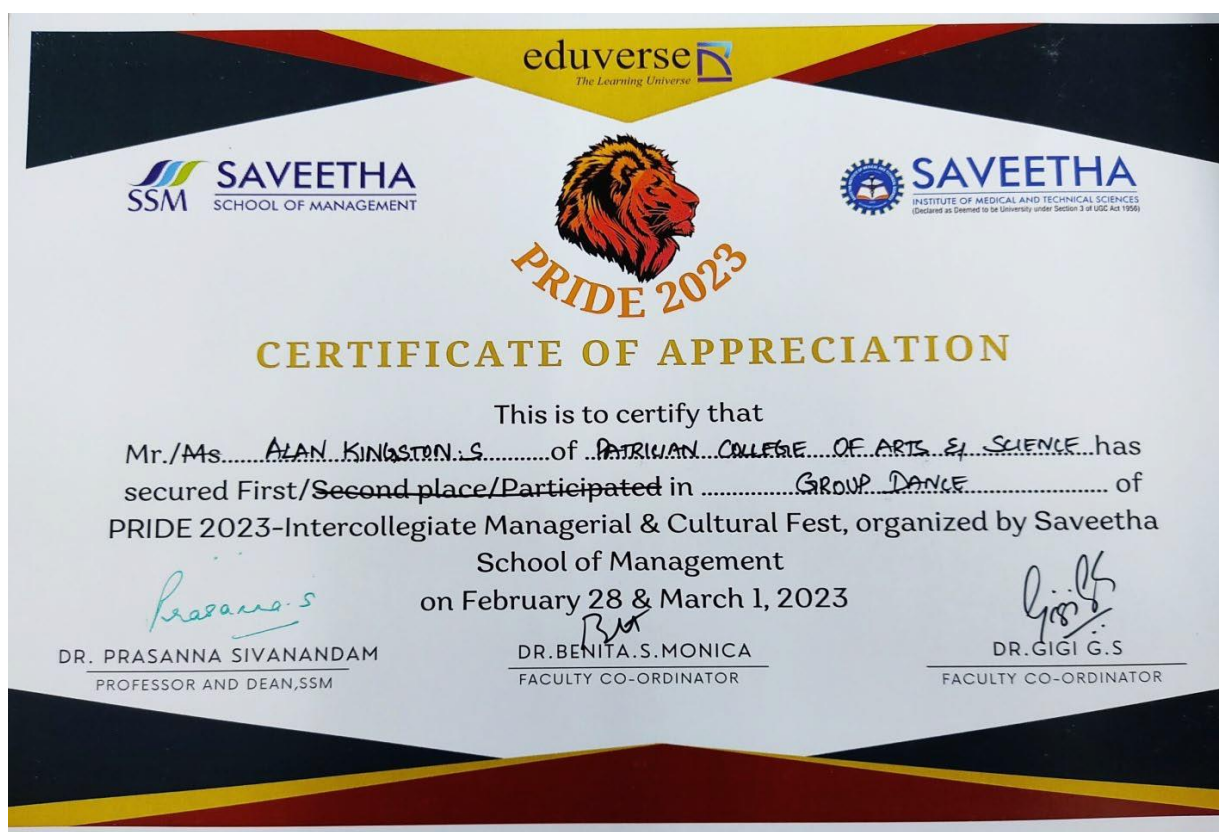 eduverse
The Learning Universe
SSM
SAVEETHA
SCHOOL OF MANAGEMENT
SAVEETHA
INSTITUTE OF MEDICAL AND TECHNICAL SCIENCES
(Declared as Deemed to be University under Section 3 of UGC Act 1956)
PRIDE 2023
CERTIFICATE OF APPRECIATION
This is to certify that
Mr./Ms......ALAN KINGSTON.S..........of ..PATRICIAN COLLEGE OF ARTS & SCIENCE..has
secured First/Second place/Participated in ..............GROUP DANCE...................... of
PRIDE 2023-Intercollegiate Managerial & Cultural Fest, organized by Saveetha
School of Management
on February 28 & March 1, 2023
Prasanna.S
DR. PRASANNA SIVANANDAM
PROFESSOR AND DEAN,SSM
DR.BENITA.S.MONICA
FACULTY CO-ORDINATOR
DR.GIGI G.S
FACULTY CO-ORDINATOR